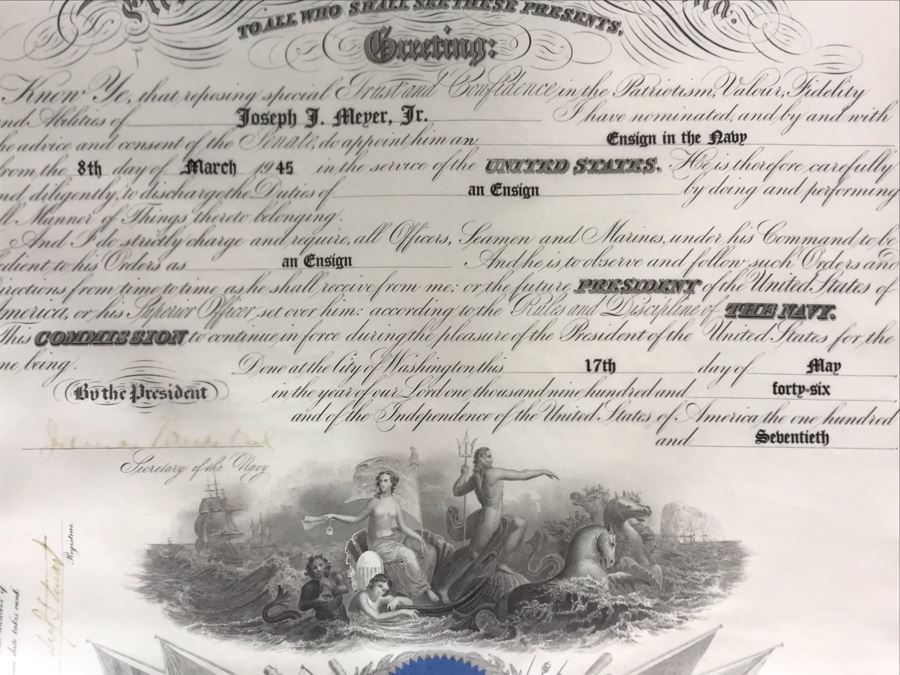 TO ALL WHO SHALL SEE THESE PRESENTS,
Greeting:
Know Ye, that reposing special Trust and Confidence in the Patriotism, Valour, Fidelity
and Abilities of Joseph J. Meyer, Jr. I have nominated, and by and with
he advice and consent of the Senate, do appoint him an Ensign in the Navy
from the 8th day of March 1945 in the service of the UNITED STATES. He is therefore carefully
nd diligently, to discharge the Duties of an Ensign by doing and performing
ll Manner of Things thereto belonging.
And I do strictly charge and require, all Officers, Seamen and Marines, under his Command to be
edient to his Orders as an Ensign And he is to observe and follow such Orders and
irections from time to time as he shall receive from me; or the future PRESIDENT of the United States of
merica, or his Superior Officer set over him: according to the Rules and Discipline of THE NAVY.
This COMMISSION to continue in force during the pleasure of the President of the United States for the
me being. Done at the City of Washington this 17th day of May
By the President in the year of our Lord one thousand nine hundred and forty-six
and of the Independence of the United States of America the one hundred
and Seventieth
Secretary of the Navy
Registrar.
date takes rank